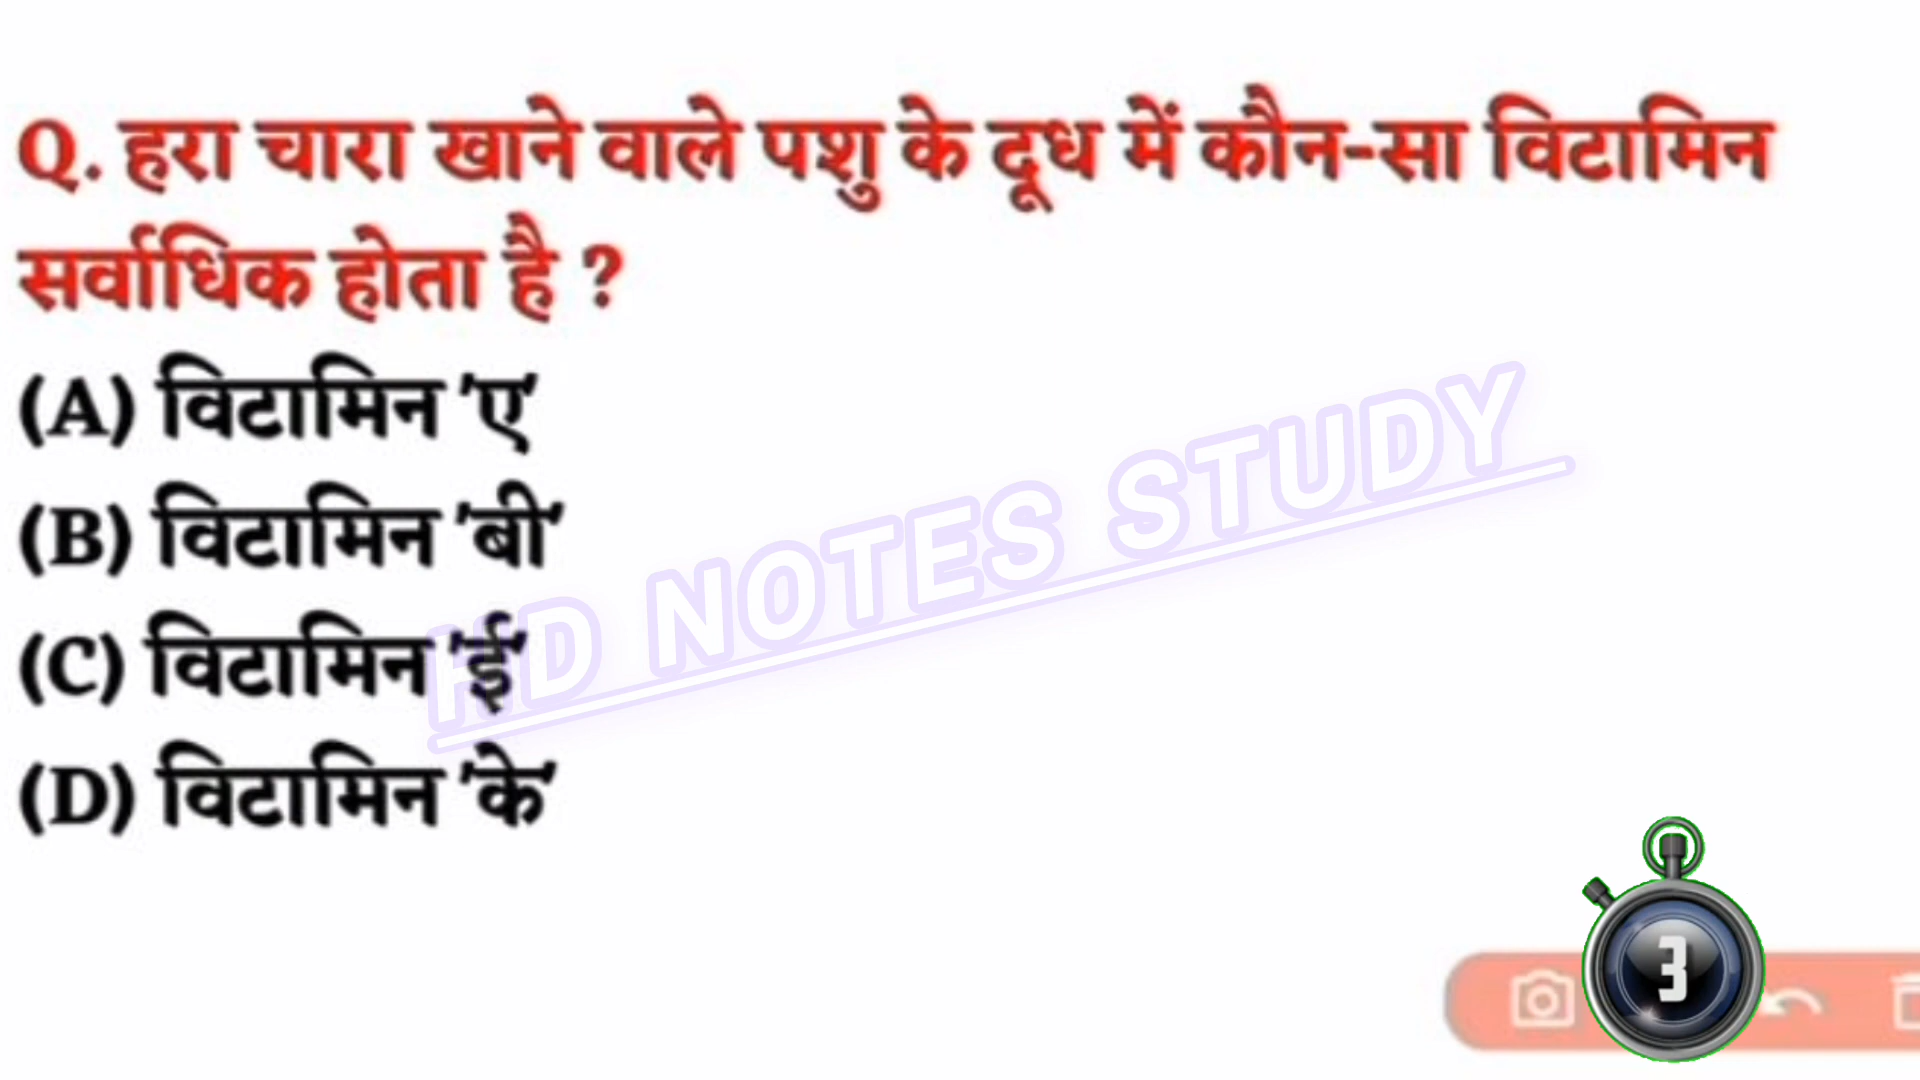 Q. हरा चारा खाने वाले पशु के दूध में कौन-सा विटामिन
सर्वाधिक होता है ?
(A) विटामिन 'ए'
(B) विटामिन 'बी'
(C) विटामिन 'ई'
(D) विटामिन 'के'
HD NOTES STUDY
3